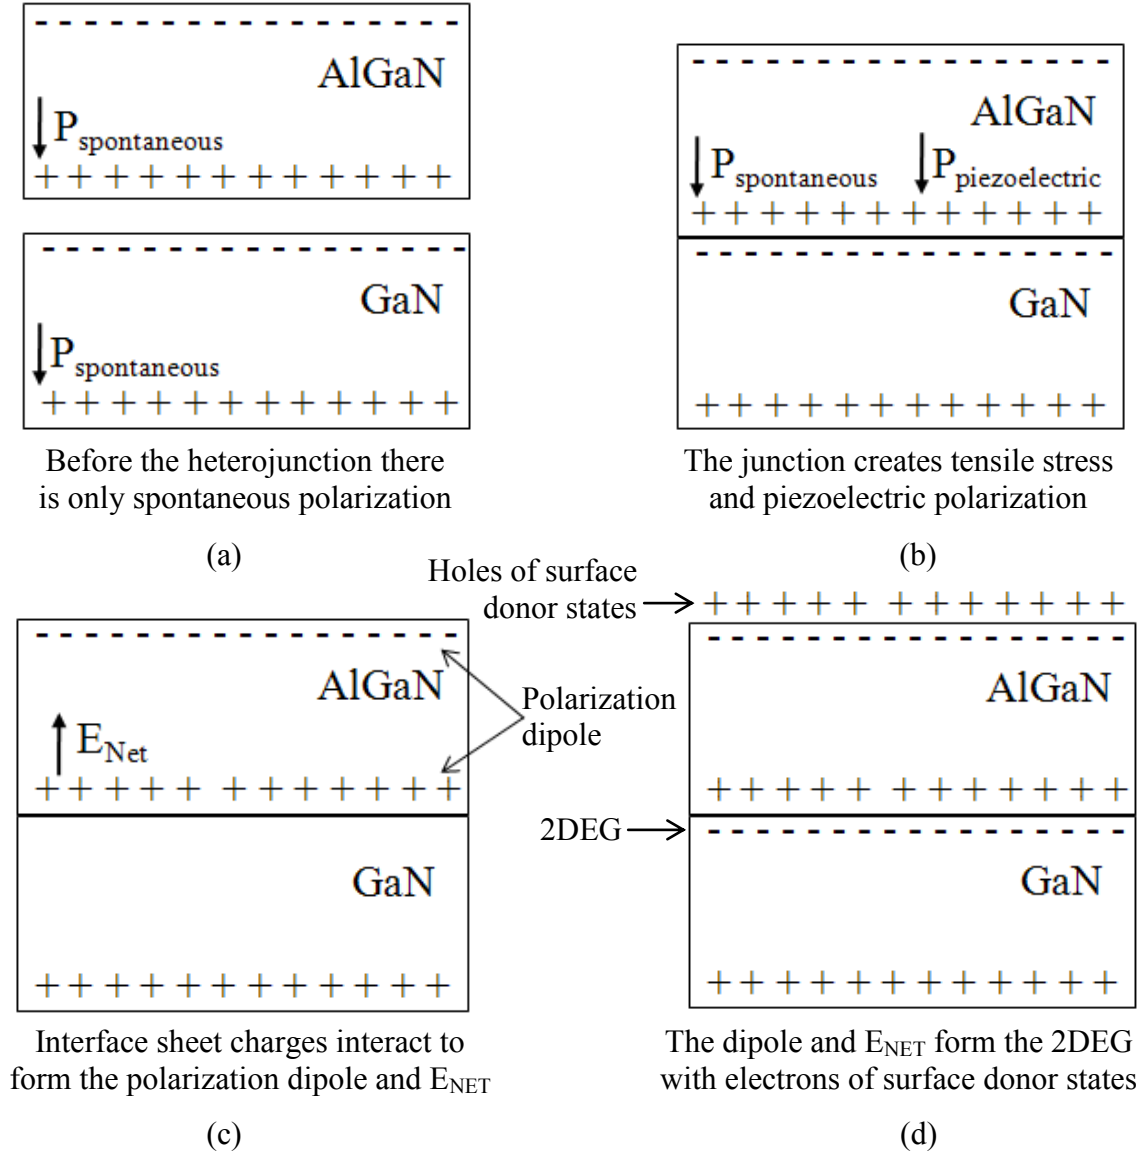 - - - - - - - - - - - - - - - - - -
AlGaN
P spontaneous
+ + + + + + + + + + + +
- - - - - - - - - - - - - - - - - -
GaN
P spontaneous
+ + + + + + + + + + + +
Before the heterojunction there
is only spontaneous polarization
(a)
- - - - - - - - - - - - - - - - - -
AlGaN
P spontaneous
P piezoelectric
+ + + + + + + + + + + +
- - - - - - - - - - - - - - - - - -
GaN
+ + + + + + + + + + + +
The junction creates tensile stress
and piezoelectric polarization
(b)
- - - - - - - - - - - - - - - - - -
AlGaN
E Net
+ + + + + + + + + + + +
Polarization
dipole
GaN
+ + + + + + + + + + + +
Interface sheet charges interact to
form the polarization dipole and E NET
(c)
Holes of surface
donor states
+ + + + + + + + + + + +
- - - - - - - - - - - - - - - - - -
AlGaN
+ + + + + + + + + + + +
2DEG
- - - - - - - - - - - - - - - - - -
GaN
+ + + + + + + + + + + +
The dipole and E NET form the 2DEG
with electrons of surface donor states
(d)